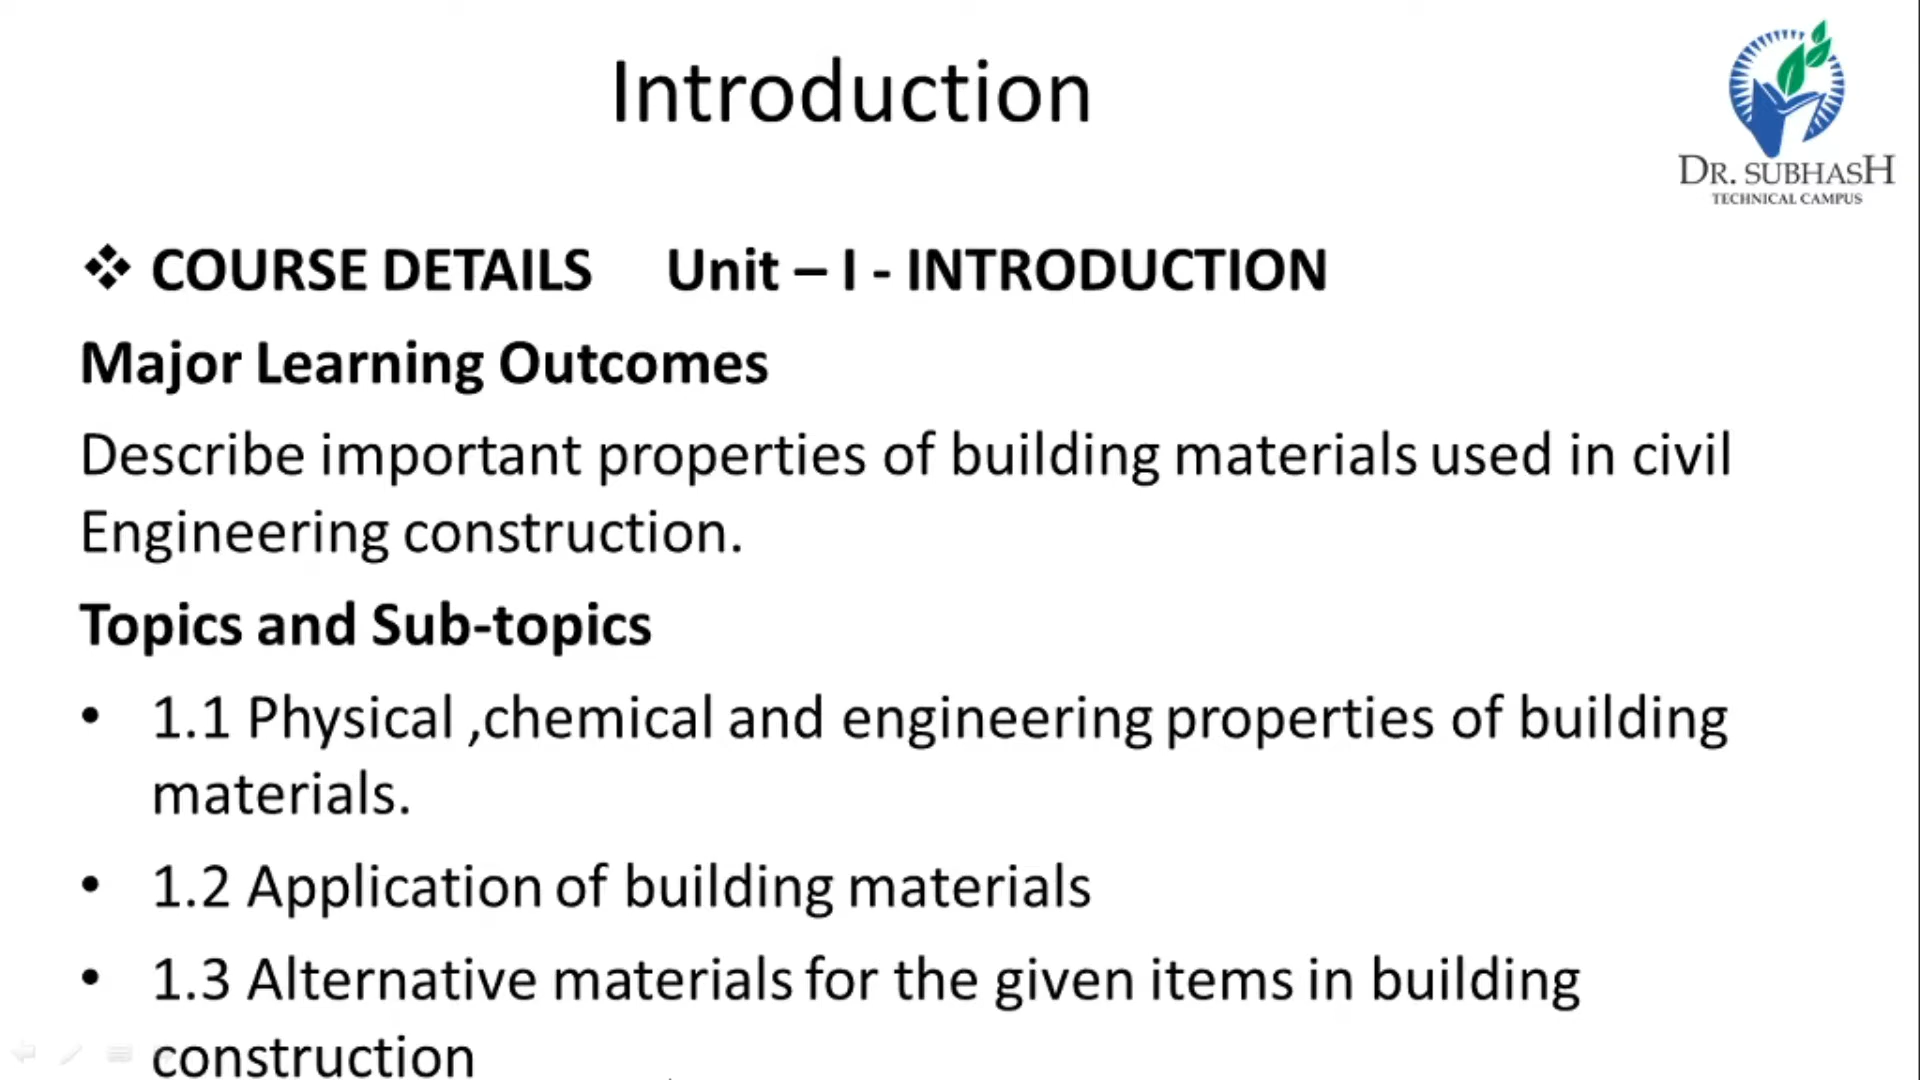 Introduction
DR. SUBHASH
TECHNICAL CAMPUS
❖ COURSE DETAILS Unit – I - INTRODUCTION
Major Learning Outcomes
Describe important properties of building materials used in civil
Engineering construction.
Topics and Sub-topics
• 1.1 Physical ,chemical and engineering properties of building
materials.
• 1.2 Application of building materials
• 1.3 Alternative materials for the given items in building
construction